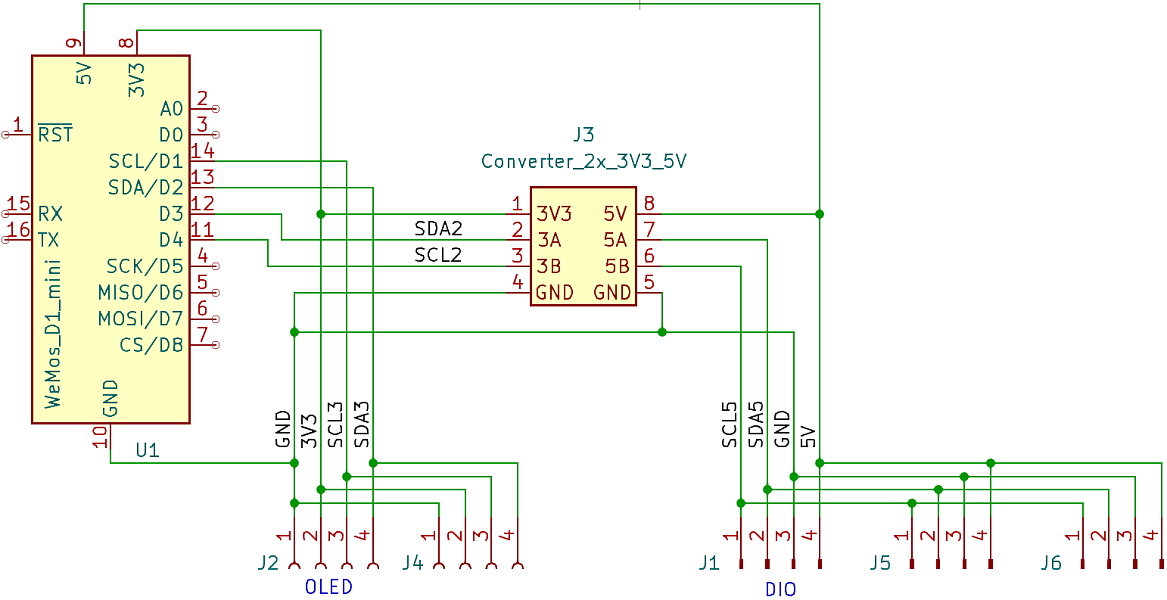 9
8
5V
3V3
A0
2
D0
3
1
RST
SCL/D1
14
SDA/D2
13
15
RX
D3
12
16
TX
D4
11
SCK/D5
4
MISO/D6
5
MOSI/D7
6
CS/D8
7
WeMos_D1_mini
GND
10
U1
J3
Converter_2x_3V3_5V
1
3V3
5V
8
SDA2
2
3A
5A
7
SCL2
3
3B
5B
6
4
GND
GND
5
GND
3V3
SCL3
SDA3
SCL5
SDA5
GND
5V
1
2
3
4
J2
OLED
1
2
3
4
J4
1
2
3
4
J1
DIO
1
2
3
4
J5
1
2
3
4
J6